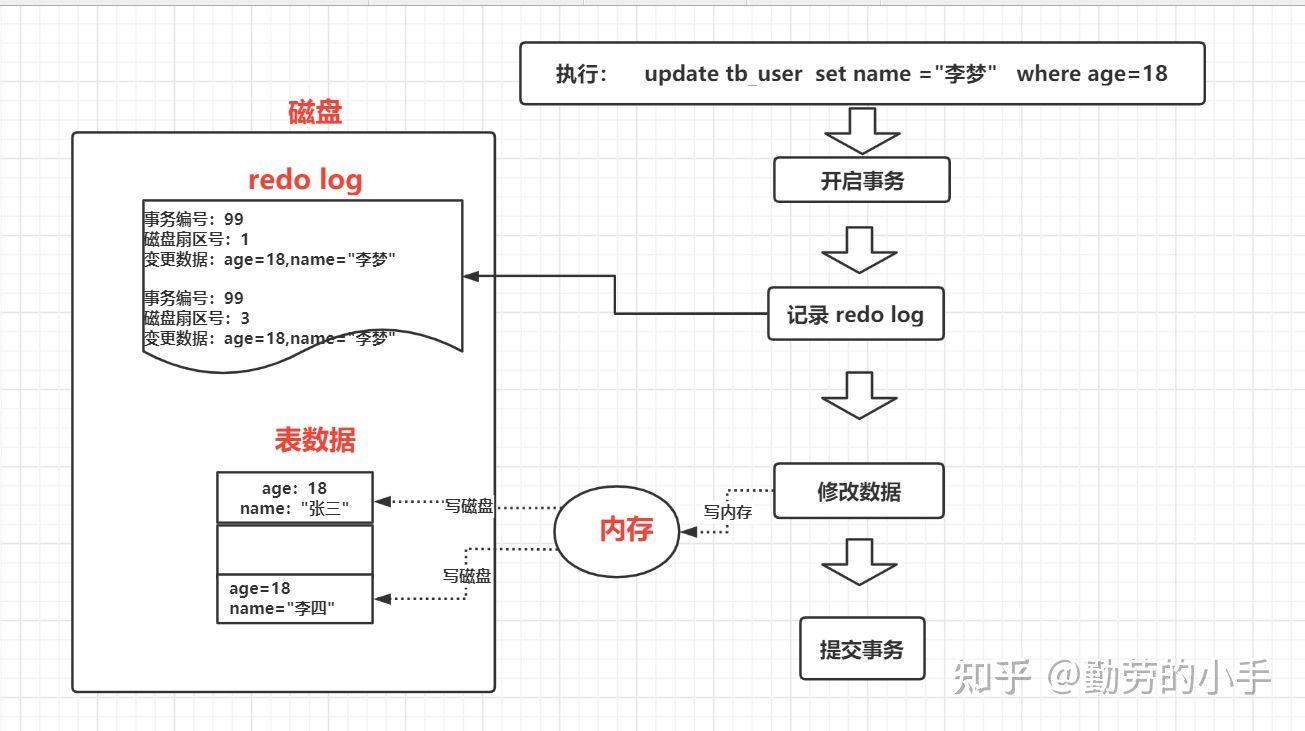 执行： update tb_user set name ="李梦" where age=18
磁盘
redo log
事务编号：99
磁盘扇区号：1
变更数据：age=18,name="李梦"
事务编号：99
磁盘扇区号：3
变更数据：age=18,name="李梦"
开启事务
记录 redo log
表数据
age：18
name："张三"
age=18
name="李四"
写磁盘
写磁盘
内存
写内存
修改数据
提交事务
知乎 @勤劳的小手